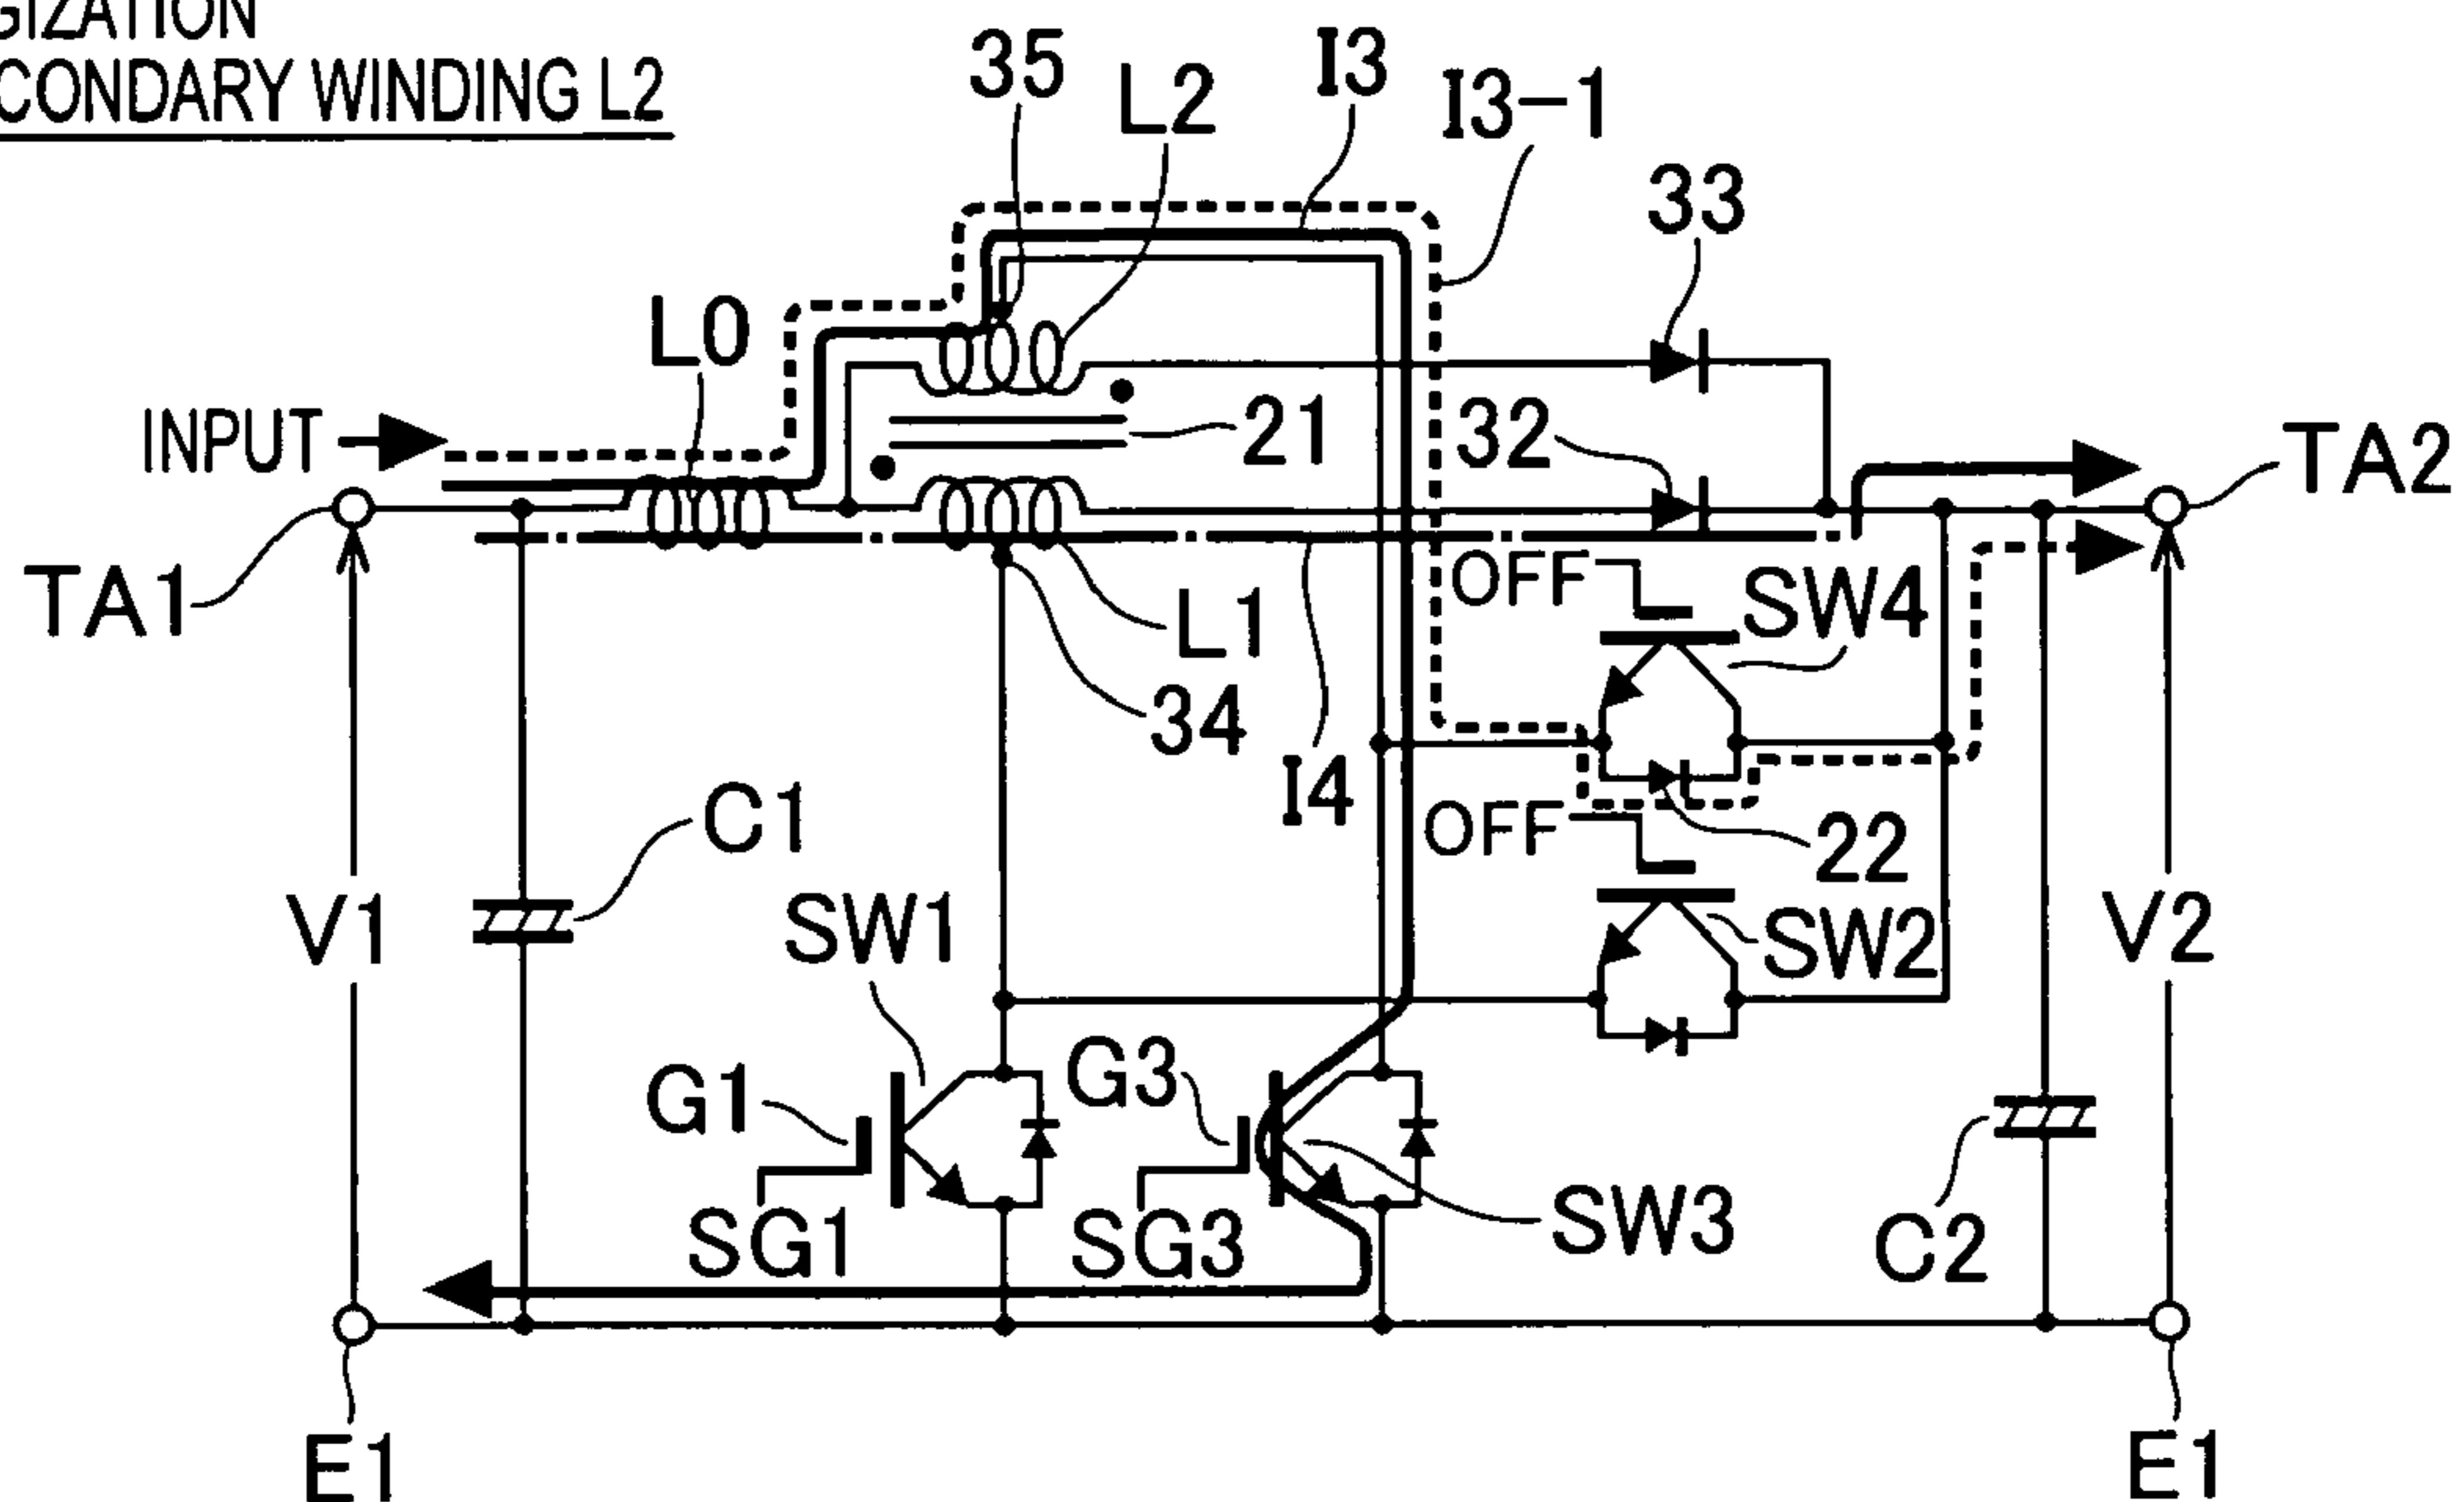 GIZATION
CONDARY WINDING L2
35
L2
I3
I3-1
33
L0
INPUT
21
32
TA2
OFF
SW4
TA1
L1
34
I4
C1
OFF
22
V1
SW1
SW2
V2
G1
G3
SG1
SG3
SW3
C2
E1
E1